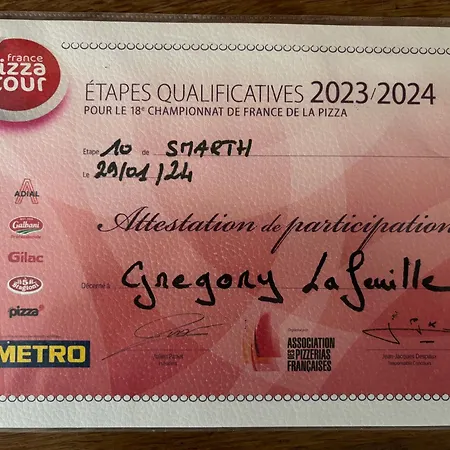 france
pizza
tour
ÉTAPES QUALIFICATIVES 2023/2024
POUR LE 18e CHAMPIONNAT DE FRANCE DE LA PIZZA
Etape 10 de SMARTH
Le 29/01/24
ADIAL
Galbani
Gilac
Attestation de participation
Décerné à Gregory Lafeuille
pizza
METRO
ASSOCIATION
DES PIZZERIAS
FRANÇAISES